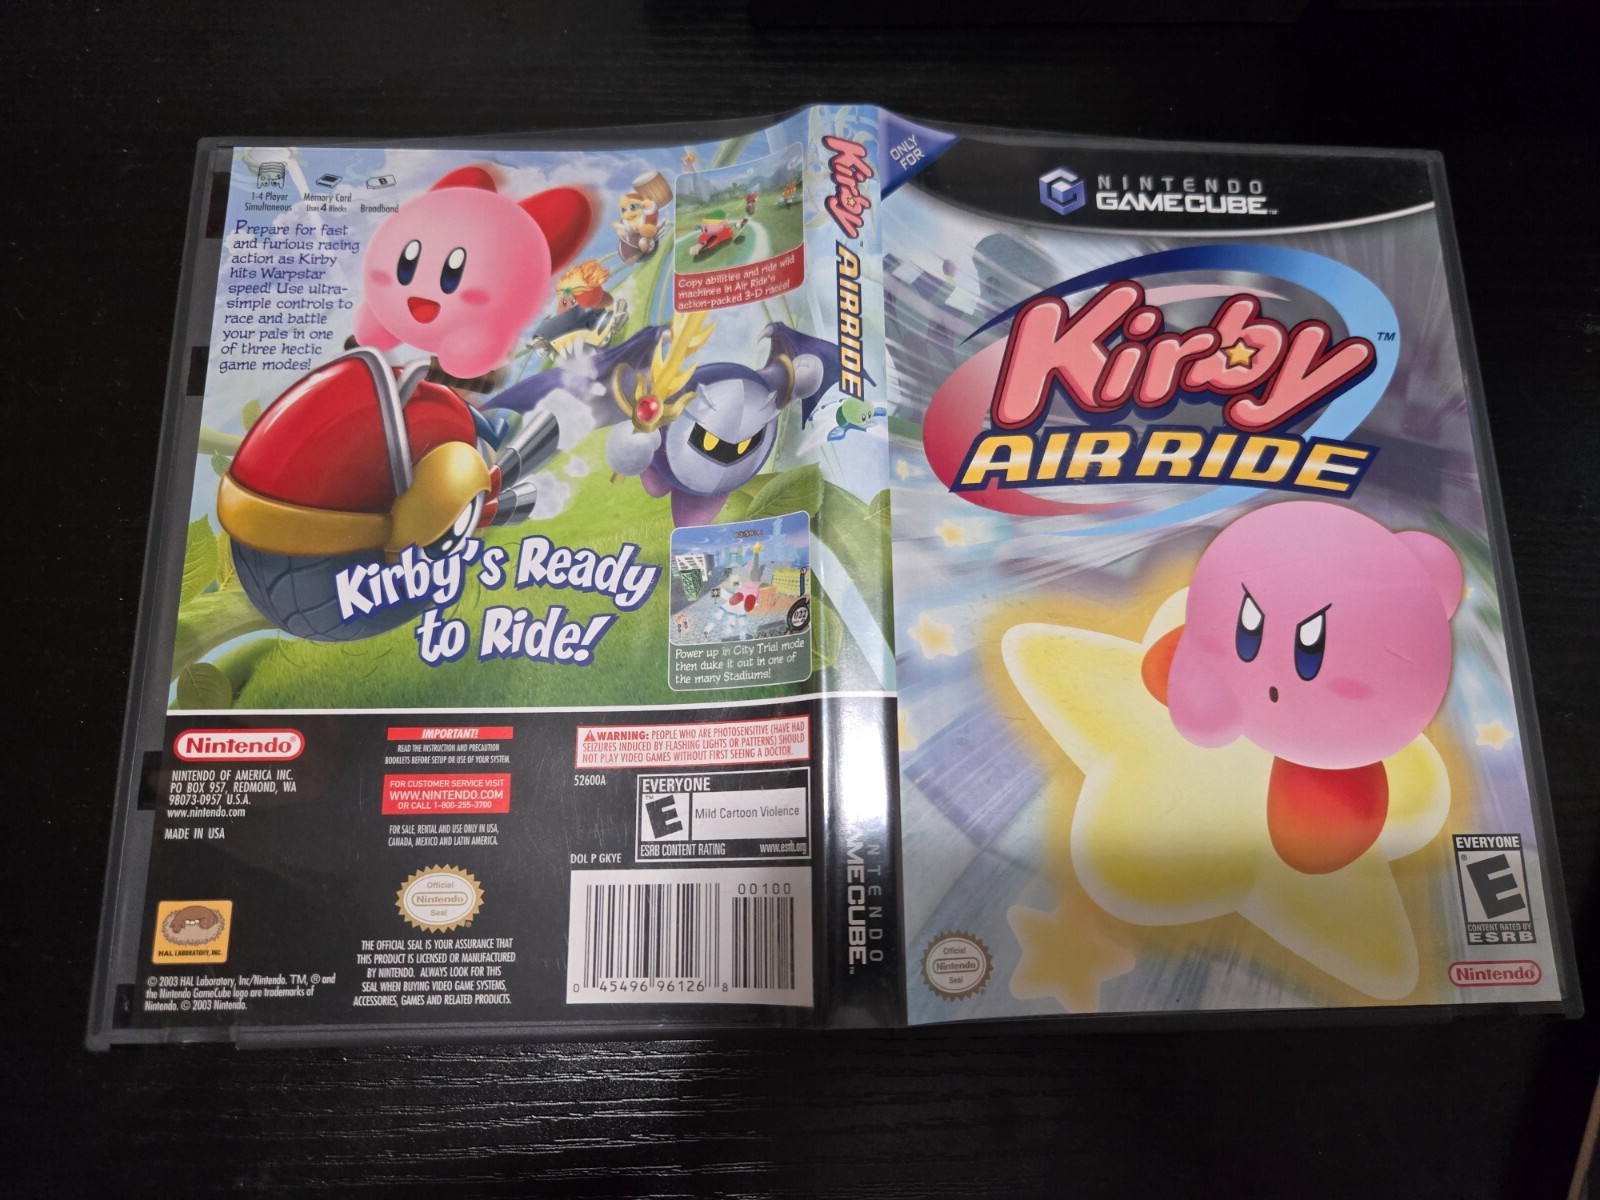 1-4 Player
Simultaneous
Memory Card
Uses 4 Blocks
Broadband
Prepare for fast
and furious racing
action as Kirby
hits Warpstar
speed! Use ultra-
simple controls to
race and battle
your pals in one
of three hectic
game modes!
Copy abilities and ride wild
machines in Air Ride's
action-packed 3-D races!
Kirby's Ready
to Ride!
Power up in City Trial mode
then duke it out in one of
the many Stadiums!
Nintendo®
NINTENDO OF AMERICA INC.
PO BOX 957, REDMOND, WA
98073-0957 U.S.A.
www.nintendo.com
MADE IN USA
HAL LABORATORY, INC.
© 2003 HAL Laboratory, Inc/Nintendo. TM, ® and
the Nintendo GameCube logo are trademarks of
Nintendo. © 2003 Nintendo.
IMPORTANT!
READ THE INSTRUCTION AND PRECAUTION
BOOKLETS BEFORE SETUP OR USE OF YOUR SYSTEM.
FOR CUSTOMER SERVICE VISIT
WWW.NINTENDO.COM
OR CALL 1-800-255-3700
FOR SALE, RENTAL AND USE ONLY IN USA,
CANADA, MEXICO AND LATIN AMERICA.
Official
Nintendo
Seal
THE OFFICIAL SEAL IS YOUR ASSURANCE THAT
THIS PRODUCT IS LICENSED OR MANUFACTURED
BY NINTENDO. ALWAYS LOOK FOR THIS
SEAL WHEN BUYING VIDEO GAME SYSTEMS,
ACCESSORIES, GAMES AND RELATED PRODUCTS.
WARNING: PEOPLE WHO ARE PHOTOSENSITIVE (HAVE HAD
SEIZURES INDUCED BY FLASHING LIGHTS OR PATTERNS) SHOULD
NOT PLAY VIDEO GAMES WITHOUT FIRST SEEING A DOCTOR.
52600A
EVERYONE
E
Mild Cartoon Violence
ESRB CONTENT RATING www.esrb.org
DOL P GKYE
00100
0 45496 96126 8
Kirby™ AIR RIDE
NINTENDO
GAMECUBE™
ONLY
FOR
NINTENDO
GAMECUBE™
Kirby™
AIR RIDE
Official
Nintendo
Seal
EVERYONE
E
CONTENT RATED BY
ESRB
Nintendo®